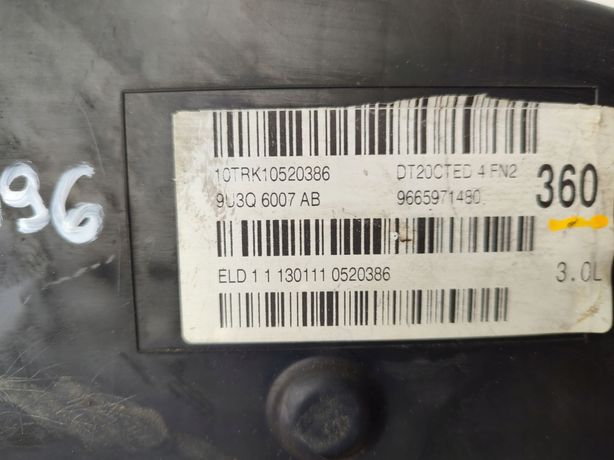 10TRK10520386 DT20CTED 4 FN2
9U3Q 6007 AB 9665971480 360
ELD 1 1 130111 0520386 3.0L
96